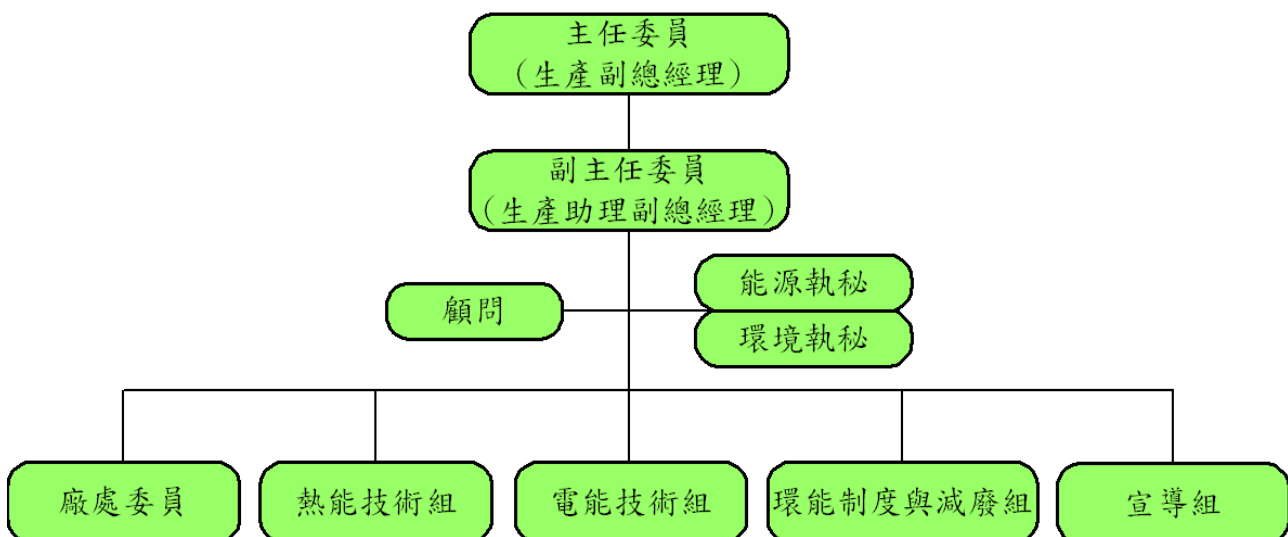 主任委員
(生產副總經理)
副主任委員
(生產助理副總經理)
能源執秘
顧問
環境執秘
廠處委員
熱能技術組
電能技術組
環能制度與減廢組
宣導組